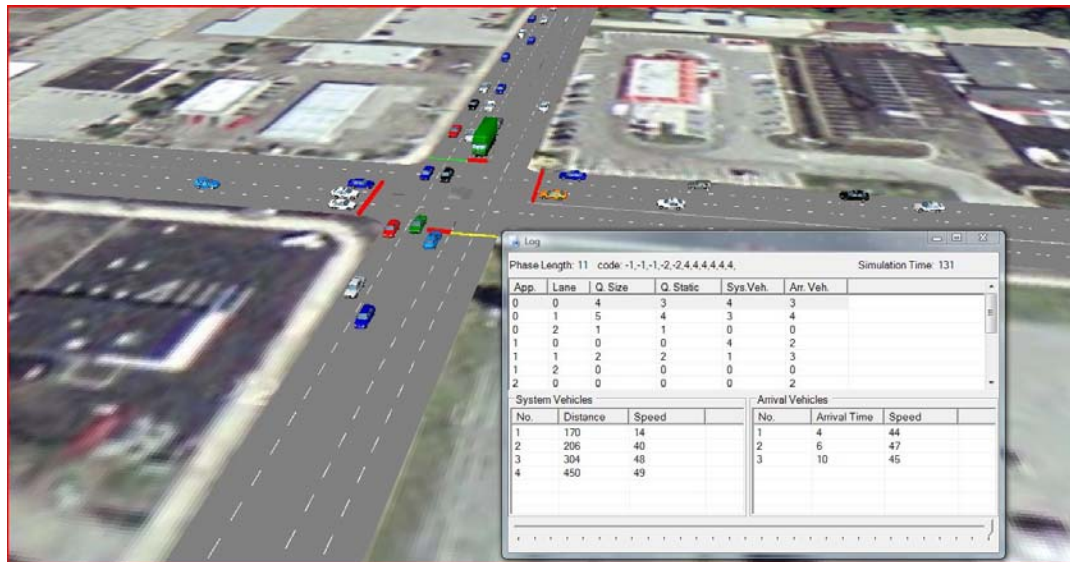 Log
Phase Length: 11 code: -1,-1,-1,-2,-2,4,4,4,4,4,4, Simulation Time: 131
App. Lane Q. Size Q. Static Sys.Veh. Arr. Veh.
0 0 4 3 4 3
0 1 5 4 3 4
0 2 1 1 0 0
1 0 0 0 4 2
1 1 2 2 1 3
1 2 0 0 0 0
2 0 0 0 0 2
System Vehicles Arrival Vehicles
No. Distance Speed No. Arrival Time Speed
1 170 14 1 4 44
2 206 40 2 6 47
3 304 48 3 10 45
4 450 49